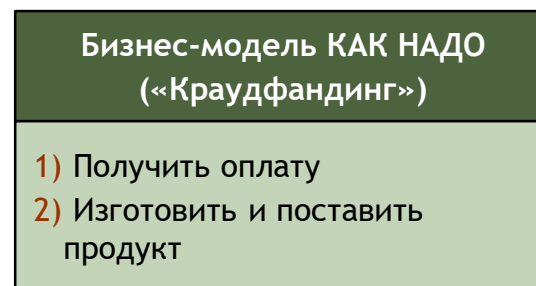 Бизнес-модель КАК НАДО
(«Краудфандинг»)
1) Получить оплату
2) Изготовить и поставить
продукт